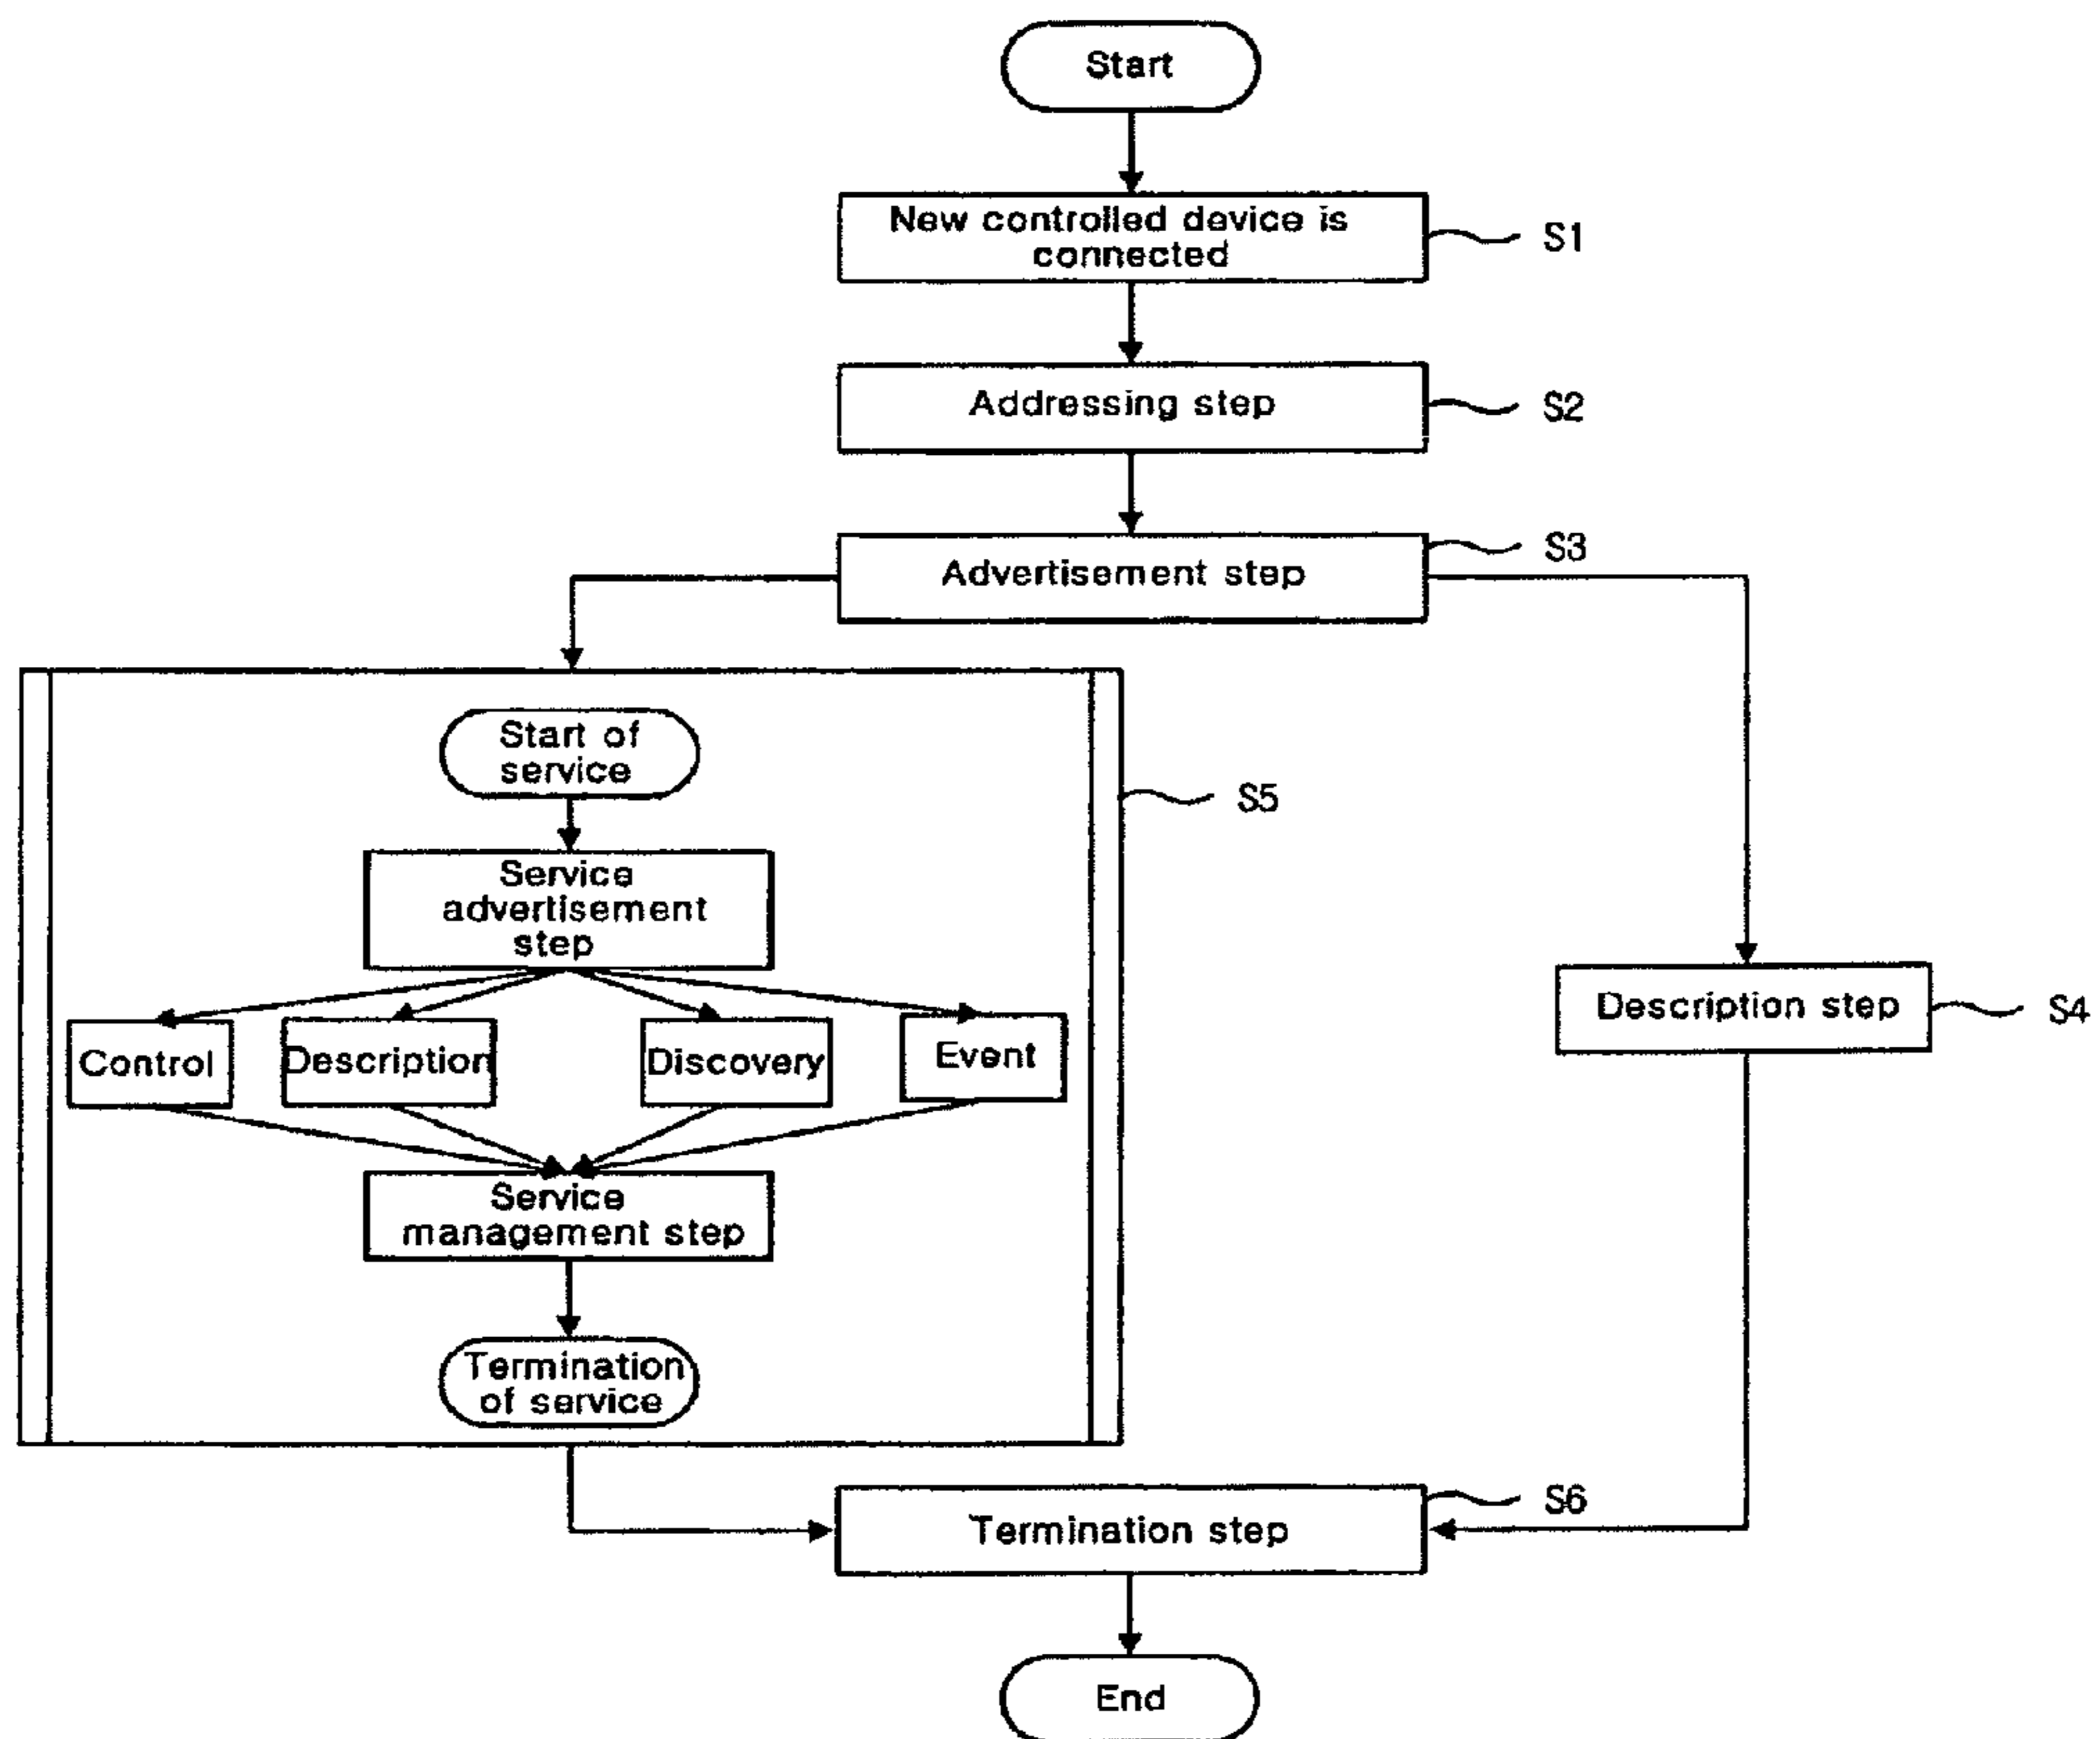 Start
New controlled device is
connected
S1
Addressing step
S2
Advertisement step
S3
Start of
service
S5
Service
advertisement
step
Control
Description
Discovery
Event
Description step
S4
Service
management step
Termination
of service
Termination step
S6
End